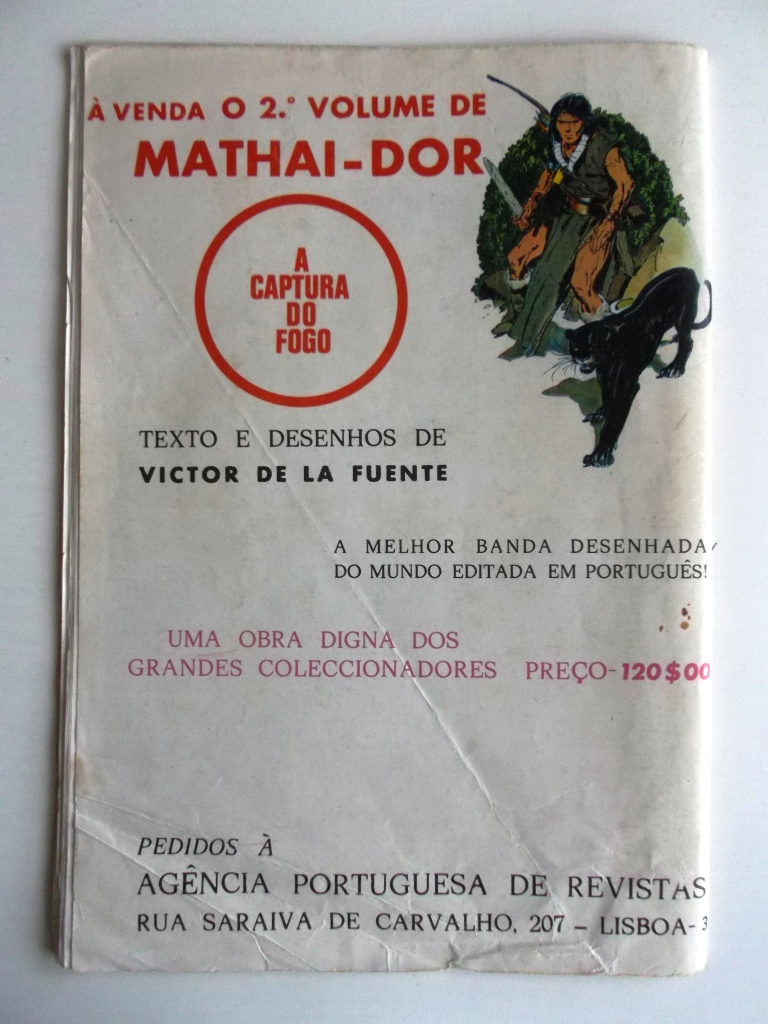 À VENDA O 2.º VOLUME DE
MATHAI-DOR
A
CAPTURA
DO
FOGO
TEXTO E DESENHOS DE
VICTOR DE LA FUENTE
A MELHOR BANDA DESENHADA
DO MUNDO EDITADA EM PORTUGUÊS!
UMA OBRA DIGNA DOS
GRANDES COLECCIONADORES PREÇO-120$00
PEDIDOS À
AGÊNCIA PORTUGUESA DE REVISTAS
RUA SARAIVA DE CARVALHO, 207 – LISBOA-3